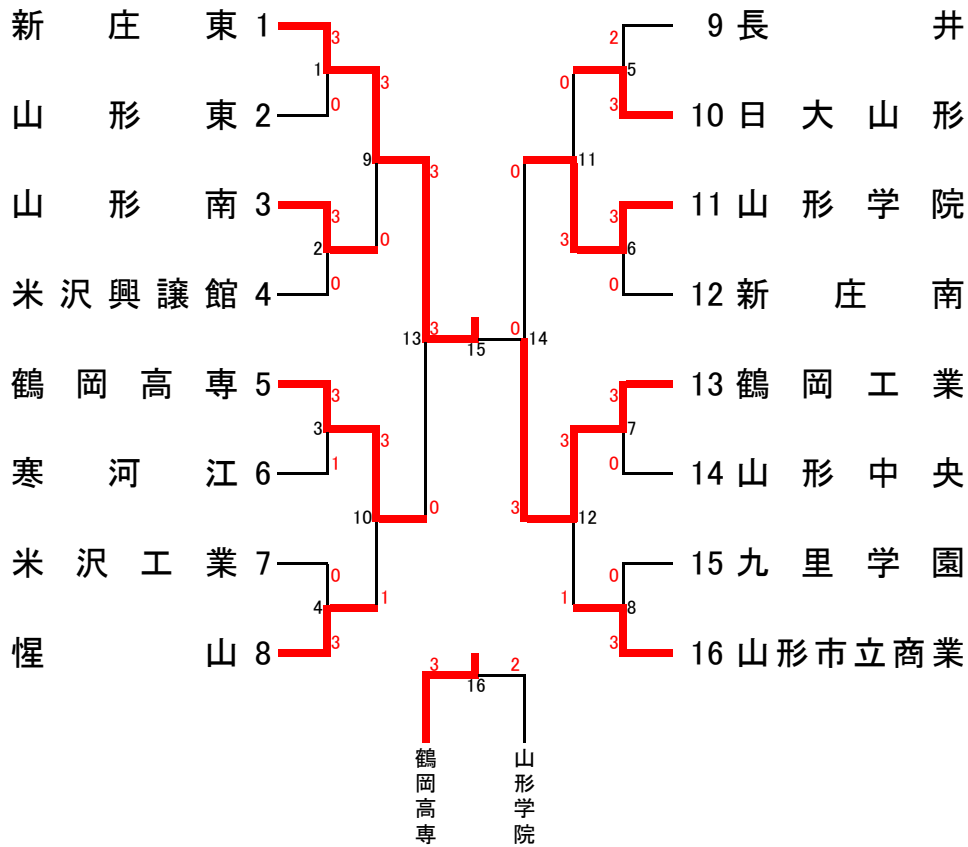 新庄東 1
3
1
0
山形東 2
3
9
山形南 3
3
2
0
0
米沢興譲館 4
3
13
3
15
鶴岡高専 5
3
3
1
寒河江 6
3
10
0
米沢工業 7
0
4
1
3
惺山 8
9 長井
2
5
3
10 日大山形
0
11
11 山形学院
3
6
3
0
12 新庄南
0
0
14
13 鶴岡工業
3
7
0
14 山形中央
3
12
3
15 九里学園
0
8
1
3
16 山形市立商業
3
16
2
鶴岡高専
山形学院